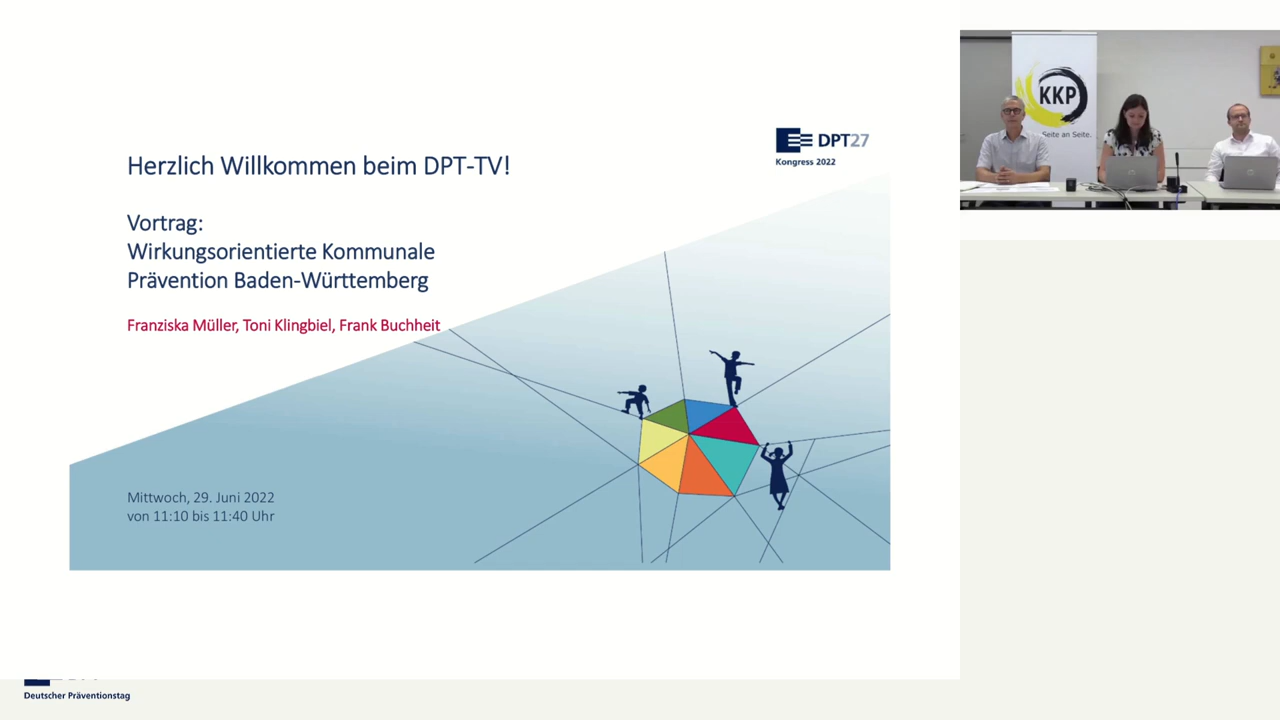 Herzlich Willkommen beim DPT-TV!
DPT27
Kongress 2022
Vortrag:
Wirkungsorientierte Kommunale
Prävention Baden-Württemberg
Franziska Müller, Toni Klingbiel, Frank Buchheit
Mittwoch, 29. Juni 2022
von 11:10 bis 11:40 Uhr
KKP
Seite an Seite.
Deutscher Präventionstag